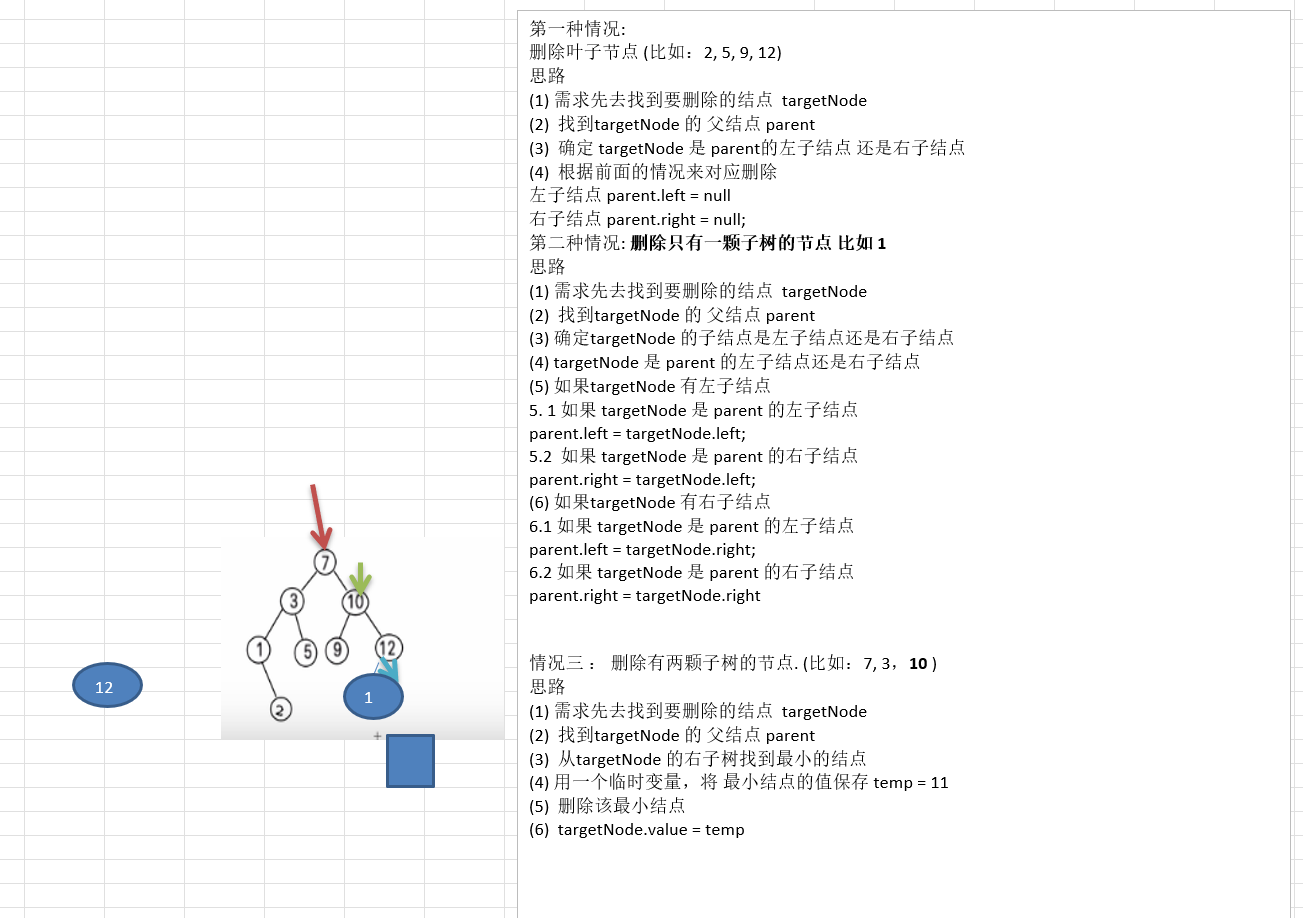 第一种情况:
删除叶子节点 (比如：2, 5, 9, 12)
思路
(1) 需求先去找到要删除的结点 targetNode
(2) 找到targetNode 的 父结点 parent
(3) 确定 targetNode 是 parent的左子结点 还是右子结点
(4) 根据前面的情况来对应删除
左子结点 parent.left = null
右子结点 parent.right = null;
第二种情况: 删除只有一颗子树的节点 比如 1
思路
(1) 需求先去找到要删除的结点 targetNode
(2) 找到targetNode 的 父结点 parent
(3) 确定targetNode 的子结点是左子结点还是右子结点
(4) targetNode 是 parent 的左子结点还是右子结点
(5) 如果targetNode 有左子结点
5. 1 如果 targetNode 是 parent 的左子结点
parent.left = targetNode.left;
5.2 如果 targetNode 是 parent 的右子结点
parent.right = targetNode.left;
(6) 如果targetNode 有右子结点
6.1 如果 targetNode 是 parent 的左子结点
parent.left = targetNode.right;
6.2 如果 targetNode 是 parent 的右子结点
parent.right = targetNode.right
情况三 ： 删除有两颗子树的节点. (比如：7, 3，10 )
思路
(1) 需求先去找到要删除的结点 targetNode
(2) 找到targetNode 的 父结点 parent
(3) 从targetNode 的右子树找到最小的结点
(4) 用一个临时变量，将 最小结点的值保存 temp = 11
(5) 删除该最小结点
(6) targetNode.value = temp
7
3
10
1
5
9
12
2
1
12